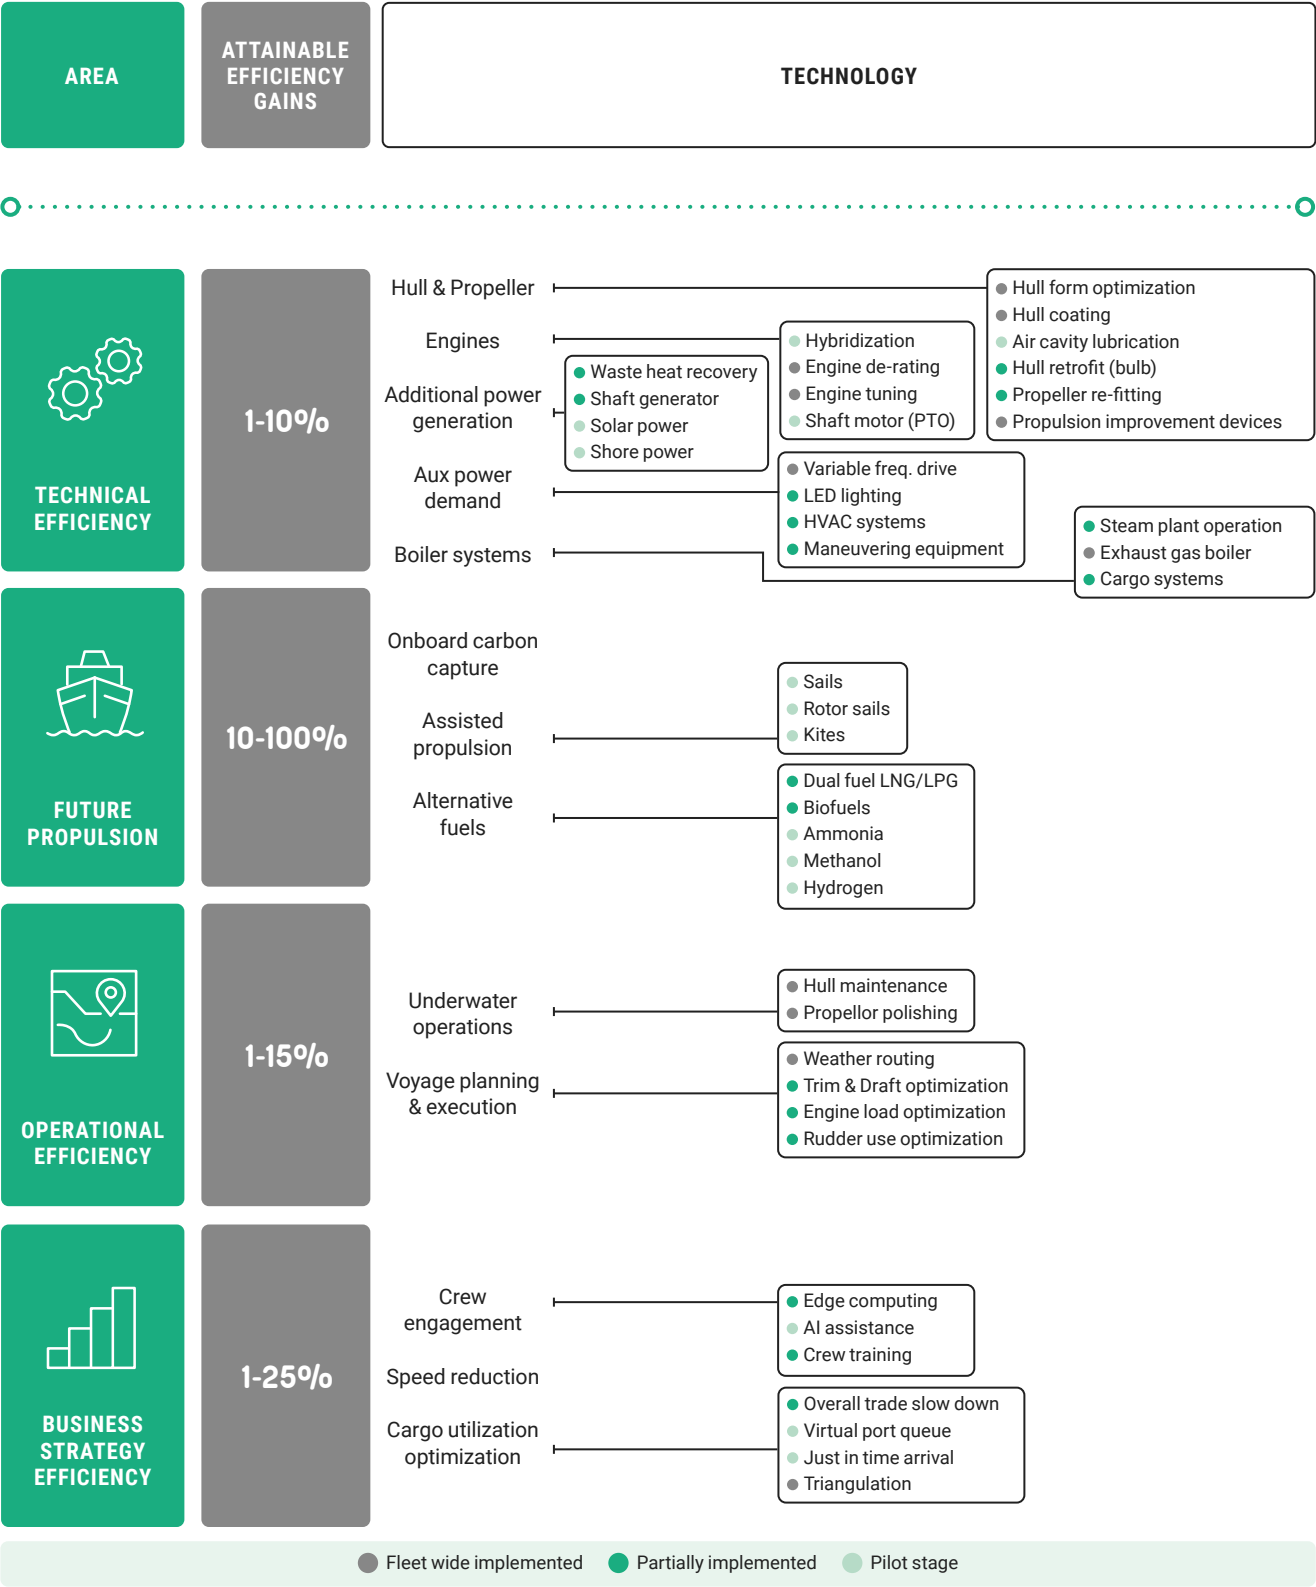 AREA
ATTAINABLE
EFFICIENCY
GAINS
TECHNOLOGY
TECHNICAL
EFFICIENCY
1-10%
Hull & Propeller
Hull form optimization
Hull coating
Air cavity lubrication
Hull retrofit (bulb)
Propeller re-fitting
Propulsion improvement devices
Engines
Hybridization
Engine de-rating
Engine tuning
Shaft motor (PTO)
Additional power
generation
Waste heat recovery
Shaft generator
Solar power
Shore power
Aux power
demand
Variable freq. drive
LED lighting
HVAC systems
Maneuvering equipment
Boiler systems
Steam plant operation
Exhaust gas boiler
Cargo systems
FUTURE
PROPULSION
10-100%
Onboard carbon
capture
Assisted
propulsion
Sails
Rotor sails
Kites
Alternative
fuels
Dual fuel LNG/LPG
Biofuels
Ammonia
Methanol
Hydrogen
OPERATIONAL
EFFICIENCY
1-15%
Underwater
operations
Hull maintenance
Propellor polishing
Voyage planning
& execution
Weather routing
Trim & Draft optimization
Engine load optimization
Rudder use optimization
BUSINESS
STRATEGY
EFFICIENCY
1-25%
Crew
engagement
Edge computing
AI assistance
Crew training
Speed reduction
Cargo utilization
optimization
Overall trade slow down
Virtual port queue
Just in time arrival
Triangulation
Fleet wide implemented
Partially implemented
Pilot stage